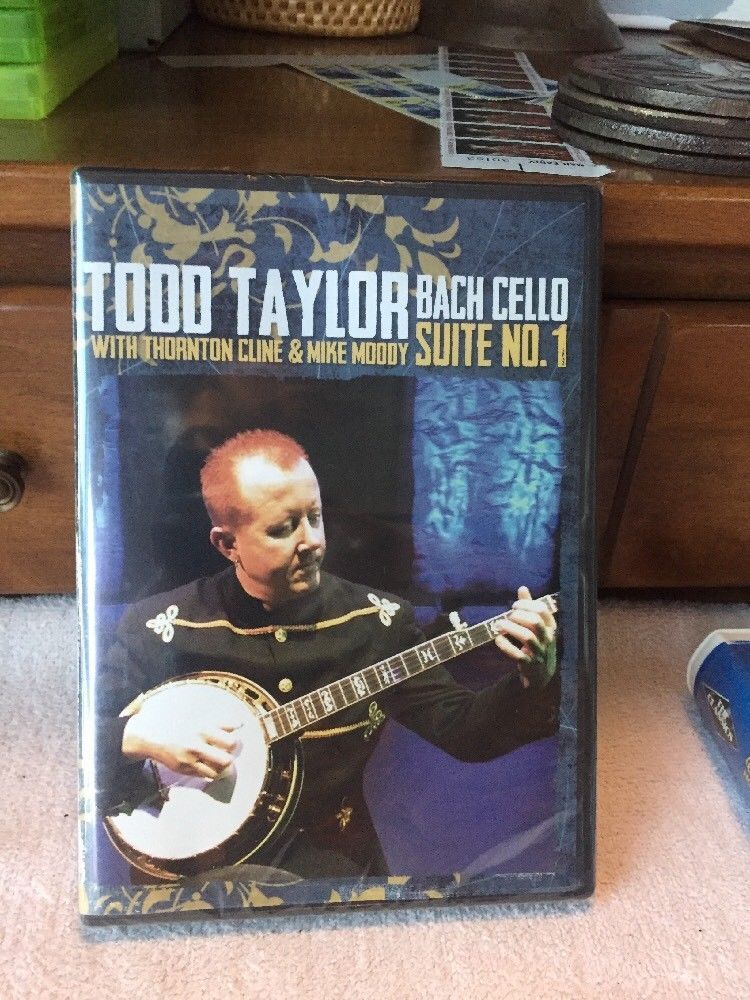 TODD TAYLOR
WITH THORNTON CLINE & MIKE MOODY
BACH CELLO
SUITE NO. 1